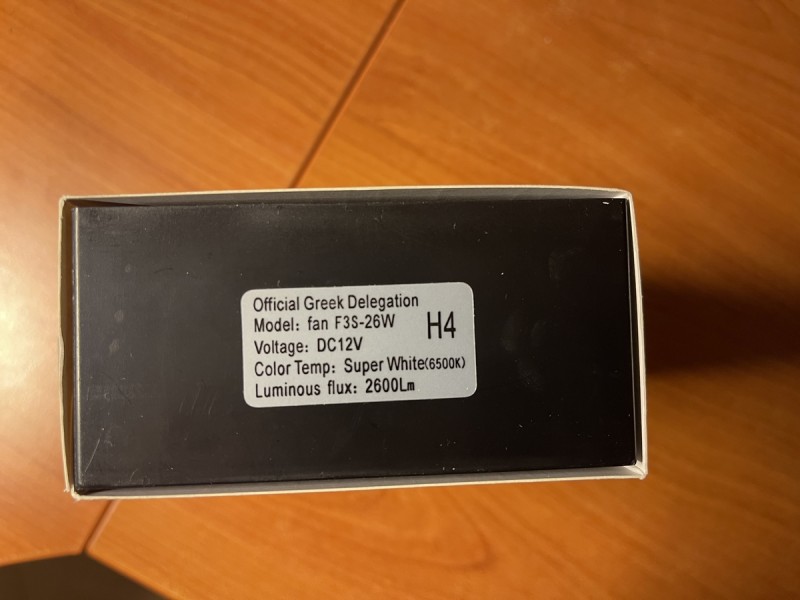 Official Greek Delegation
Model: fan F3S-26W
H4
Voltage: DC12V
Color Temp: Super White(6500K)
Luminous flux: 2600Lm